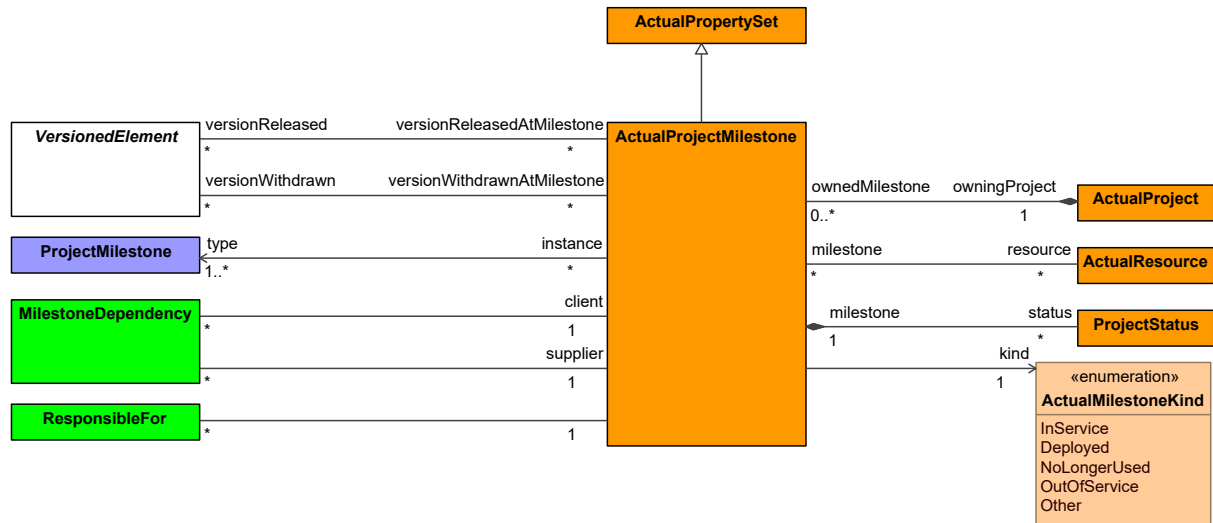 ActualPropertySet
VersionedElement
versionReleased
versionReleasedAtMilestone
*
*
versionWithdrawn
versionWithdrawnAtMilestone
*
*
ProjectMilestone
type
instance
1..*
*
MilestoneDependency
client
*
1
supplier
*
1
ResponsibleFor
*
1
ActualProjectMilestone
ownedMilestone
owningProject
0..*
1
ActualProject
milestone
resource
*
*
ActualResource
milestone
status
1
*
ProjectStatus
kind
1
«enumeration»
ActualMilestoneKind
InService
Deployed
NoLongerUsed
OutOfService
Other